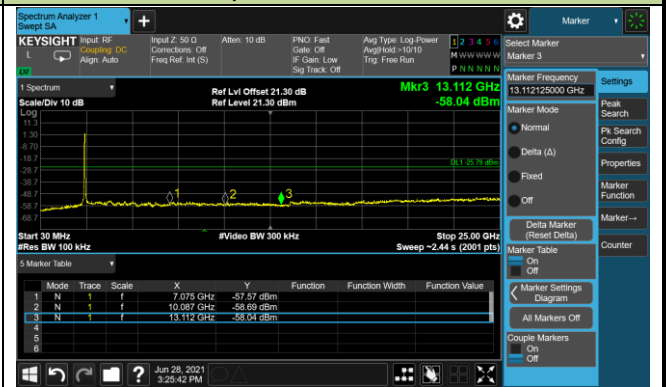 Spectrum Analyzer 1
Swept SA
Marker
KEYSIGHT
L
Input: RF
Coupling: DC
Align: Auto
Input Z: 50 Ω
Corrections: Off
Freq Ref: Int (S)
Atten: 10 dB
PNO: Fast
Gate: Off
IF Gain: Low
Sig Track: Off
Avg Type: Log-Power
Avg|Hold:>10/10
Trig: Free Run
1 2 3 4 5 6
M W W W W W
P N N N N N
Select Marker
Marker 3
1 Spectrum
Scale/Div 10 dB
Log
Ref Lvl Offset 21.30 dB
Ref Level 21.30 dBm
Mkr3 13.112 GHz
-58.04 dBm
11.3
1.30
-8.70
-18.7
-28.7
-38.7
-48.7
-58.7
-68.7
DL1 -25.79 dBm
1
2
3
Start 30 MHz
#Res BW 100 kHz
#Video BW 300 kHz
Stop 25.00 GHz
Sweep ~2.44 s (2001 pts)
5 Marker Table
Mode Trace Scale X Y Function Function Width Function Value
1 N 1 f 7.075 GHz -57.57 dBm
2 N 1 f 10.087 GHz -58.69 dBm
3 N 1 f 13.112 GHz -58.04 dBm
4
5
6
Marker Frequency
13.112125000 GHz
Marker Mode
Normal
Delta (Δ)
Fixed
Off
Delta Marker
(Reset Delta)
Marker Table
On
Off
Marker Settings
Diagram
All Markers Off
Couple Markers
On
Off
Settings
Peak
Search
Pk Search
Config
Properties
Marker
Function
Marker→
Counter
?
Jun 28, 2021
3:25:42 PM